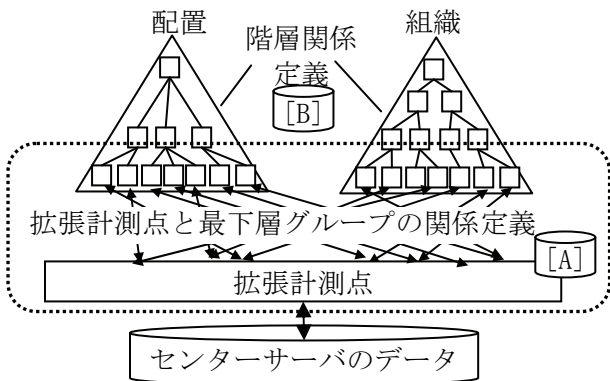 配置
階層関係
定義
[B]
組織
拡張計測点と最下層グループの関係定義
[A]
拡張計測点
センターサーバのデータ